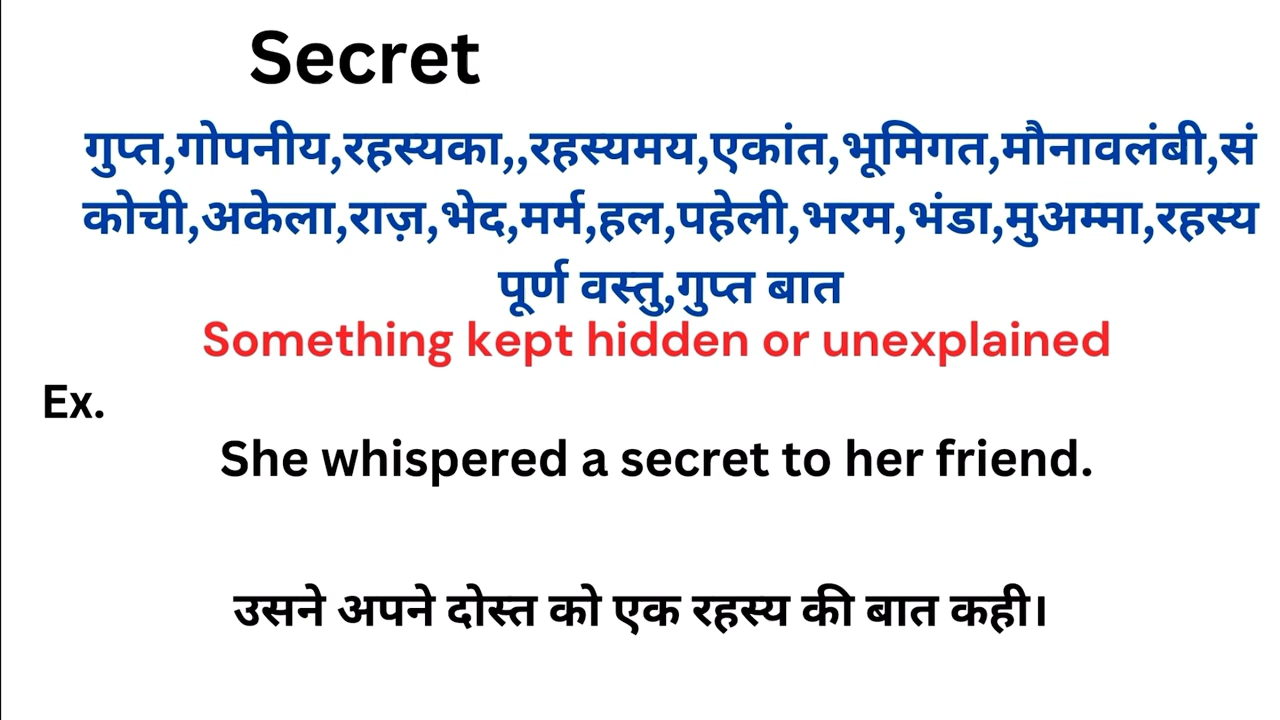 Secret
गुप्त,गोपनीय,रहस्यका,,रहस्यमय,एकांत,भूमिगत,मौनावलंबी,सं
कोची,अकेला,राज़,भेद,मर्म,हल,पहेली,भरम,भंडा,मुअम्मा,रहस्य
पूर्ण वस्तु,गुप्त बात
Something kept hidden or unexplained
Ex.
She whispered a secret to her friend.
उसने अपने दोस्त को एक रहस्य की बात कही।